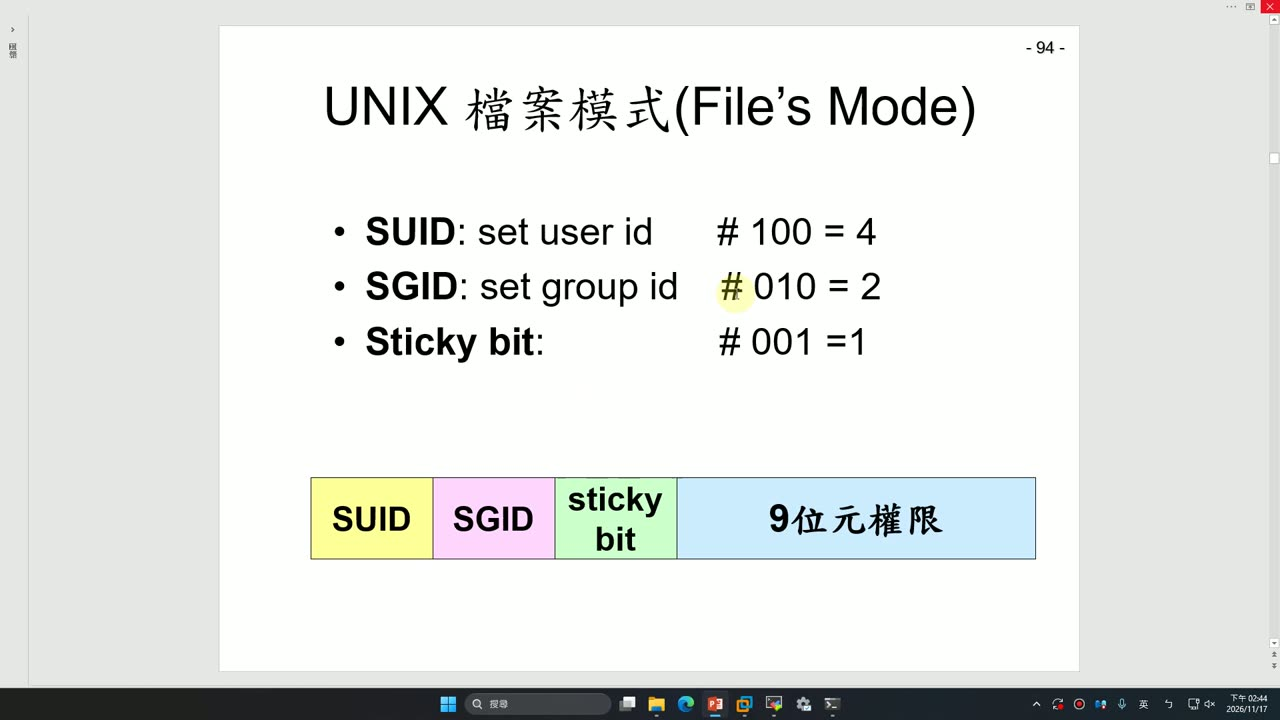 - 94 -
UNIX 檔案模式(File's Mode)
• SUID: set user id # 100 = 4
• SGID: set group id # 010 = 2
• Sticky bit: # 001 =1
SUID
SGID
sticky
bit
9位元權限
搜尋
英
ㄅ
下午 02:44
2026/11/17